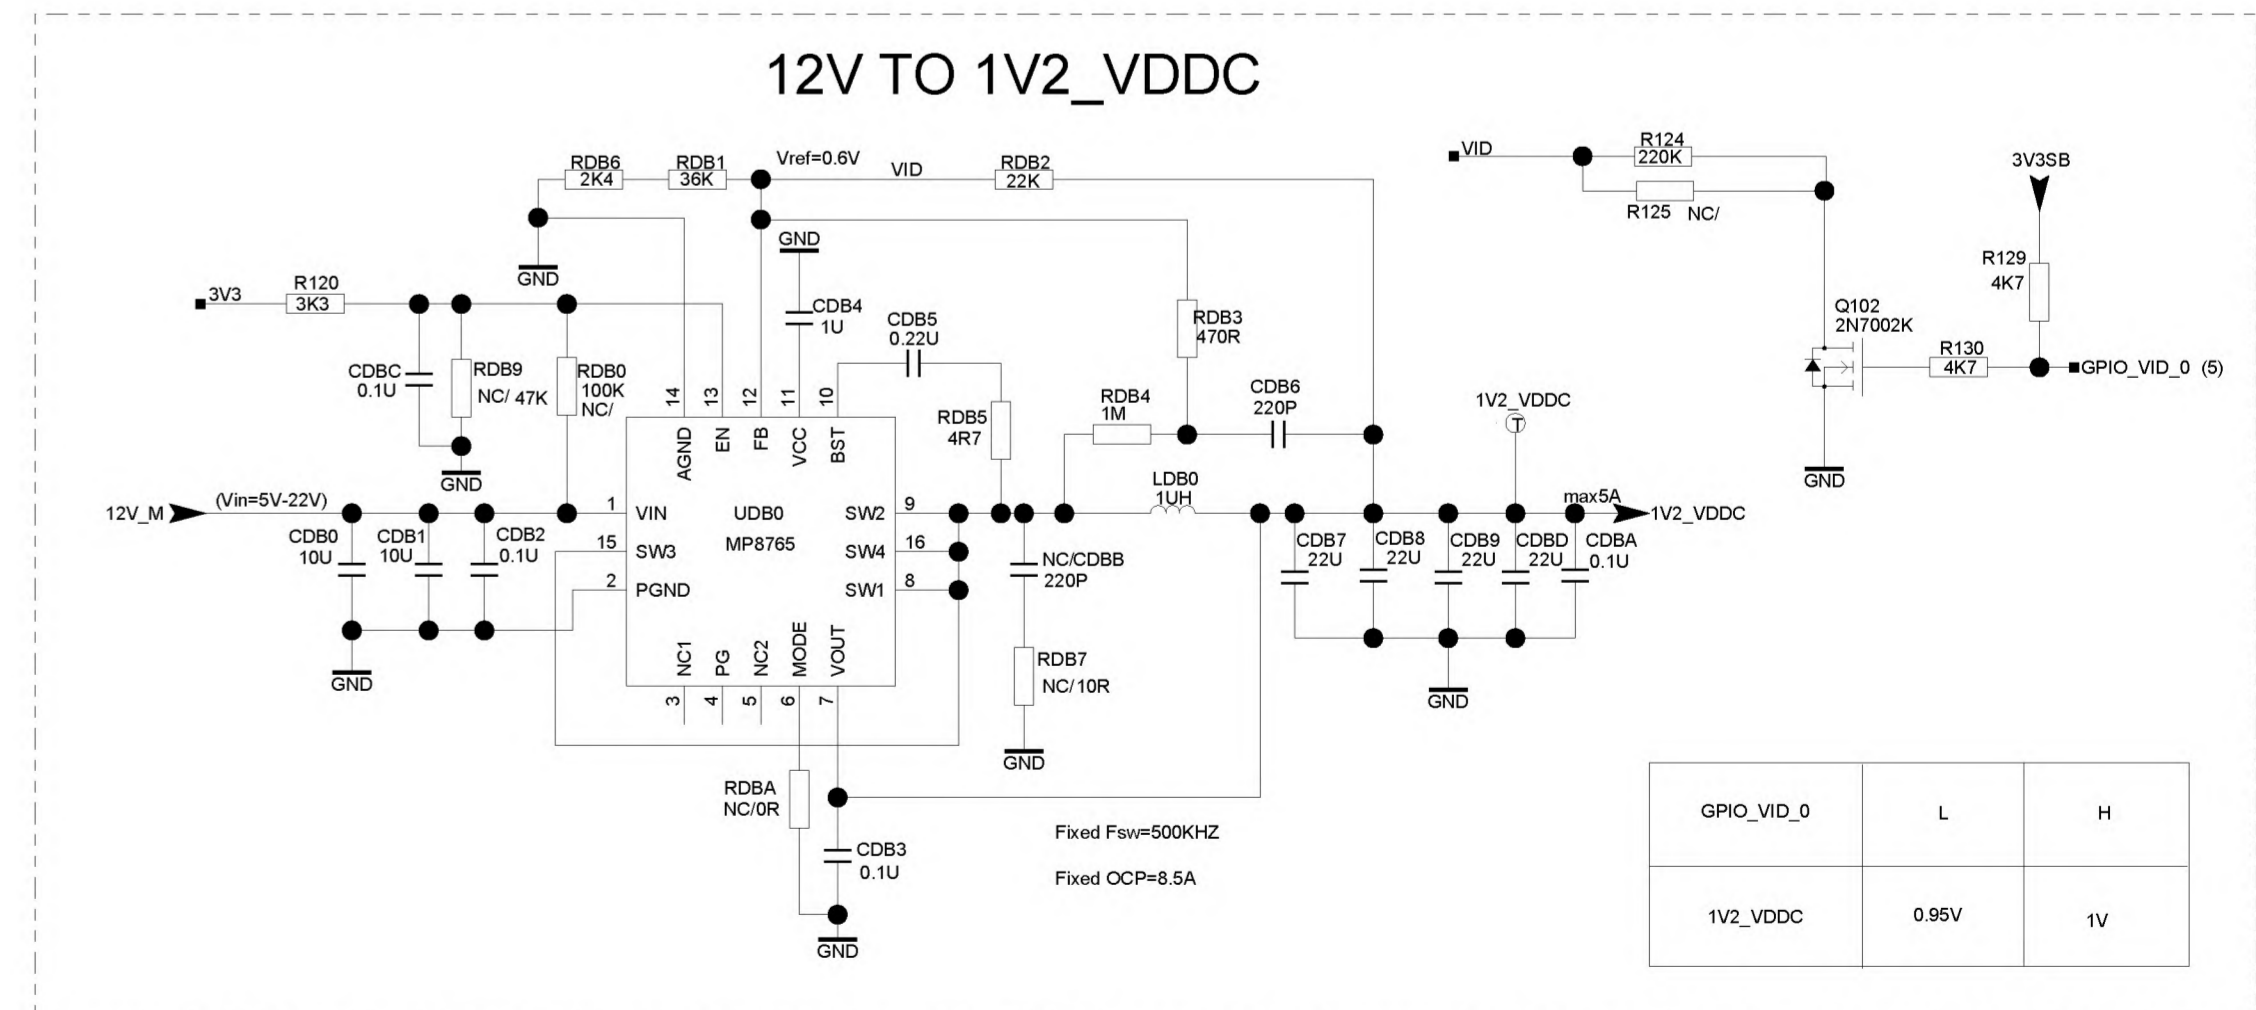 12V TO 1V2_VDDC
RDB6
2K4
RDB1
36K
Vref=0.6V
VID
RDB2
22K
VID
R124
220K
R125 NC/
3V3SB
R129
4K7
GND
GND
3V3
R120
3K3
CDB4
1U
CDB5
0.22U
RDB3
470R
Q102
2N7002K
R130
4K7
GPIO_VID_0 (5)
CDBC
0.1U
RDB9
NC/ 47K
RDB0
100K
NC/
14
13
12
11
10
RDB5
4R7
RDB4
1M
CDB6
220P
1V2_VDDC
T
GND
AGND
EN
FB
VCC
BST
GND
12V_M
(Vin=5V-22V)
1
VIN
UDB0
MP8765
SW2
9
LDB0
1UH
max5A
1V2_VDDC
CDB0
10U
CDB1
10U
CDB2
0.1U
15
SW3
SW4
16
2
PGND
SW1
8
NC/CDBB
220P
CDB7
22U
CDB8
22U
CDB9
22U
CDBD
22U
CDBA
0.1U
GND
NC1
PG
NC2
MODE
VOUT
3
4
5
6
7
RDB7
NC/10R
GND
GND
RDBA
NC/0R
CDB3
0.1U
GND
Fixed Fsw=500KHZ
Fixed OCP=8.5A
GPIO_VID_0 L H
1V2_VDDC 0.95V 1V